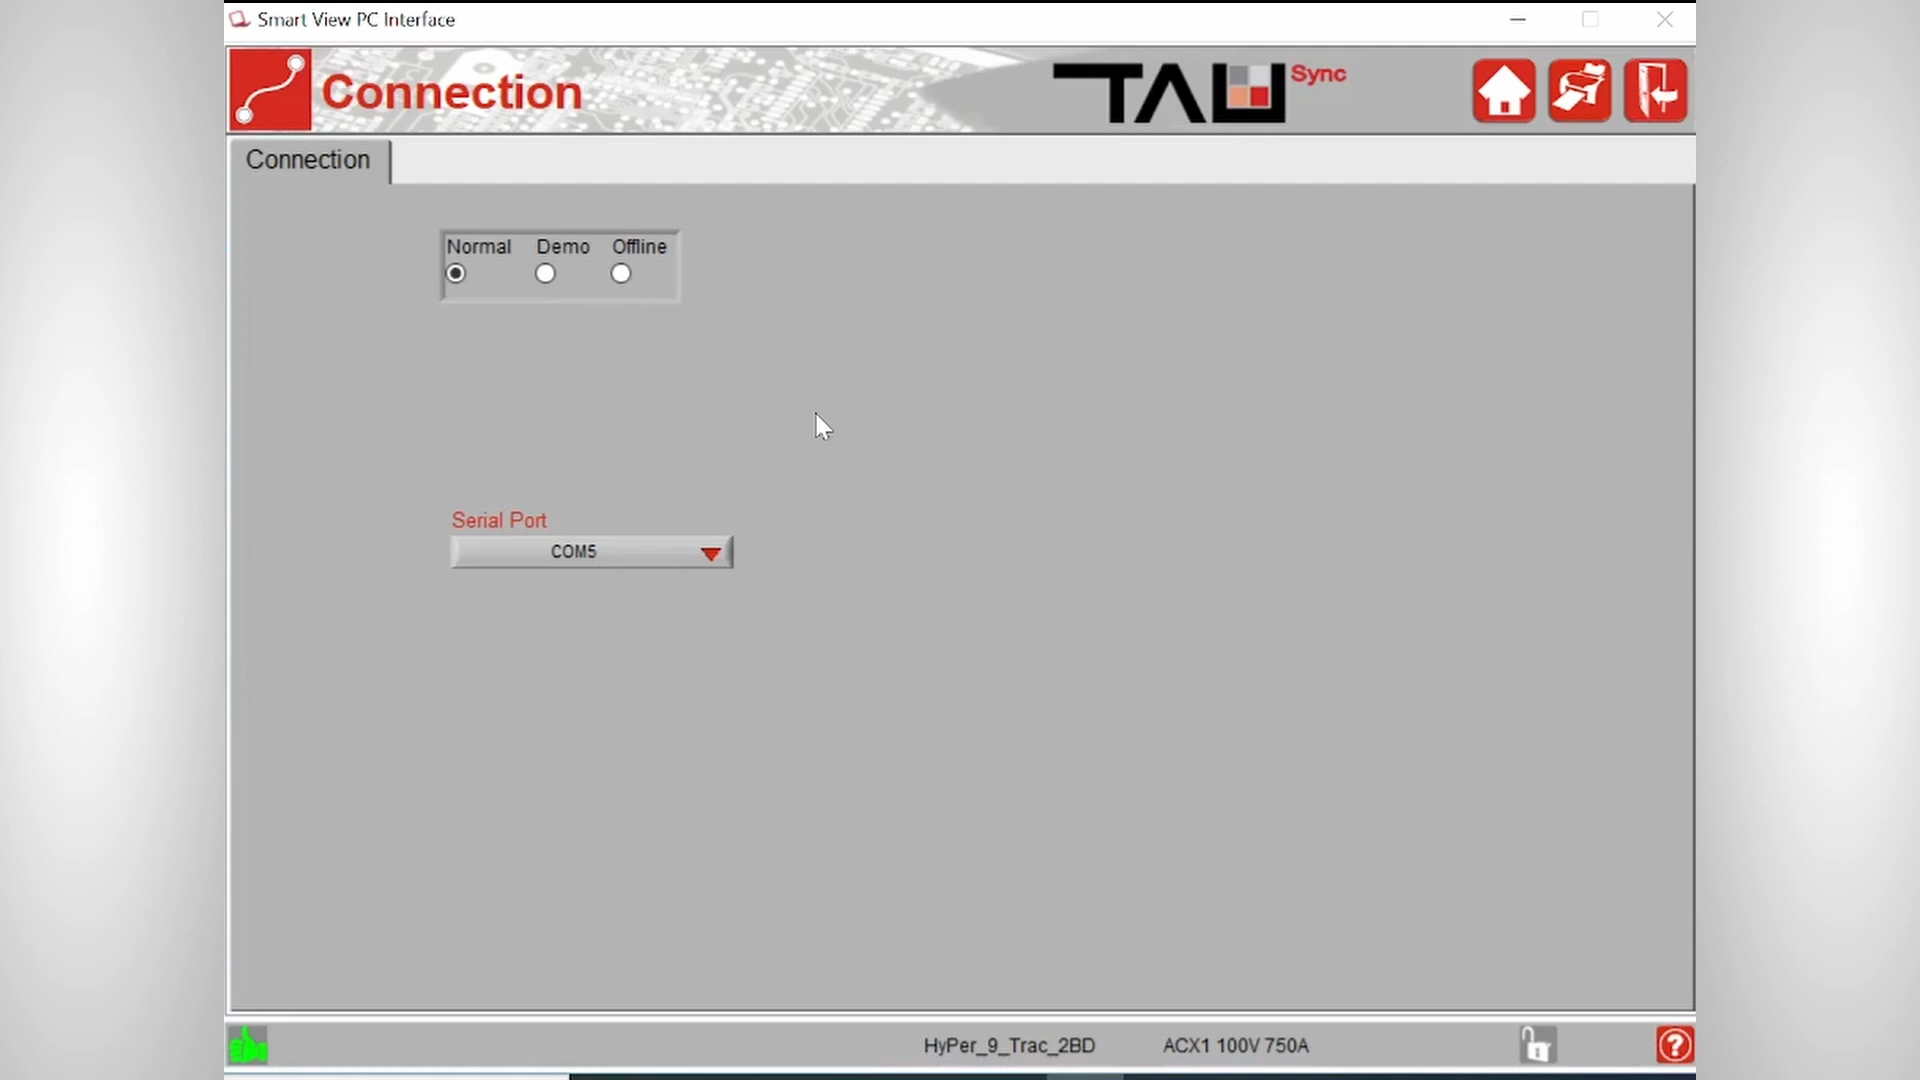 Smart View PC Interface
Connection
TAU Sync
Connection
Normal Demo Offline
Serial Port
COM5
HyPer_9_Trac_2BD ACX1 100V 750A
?